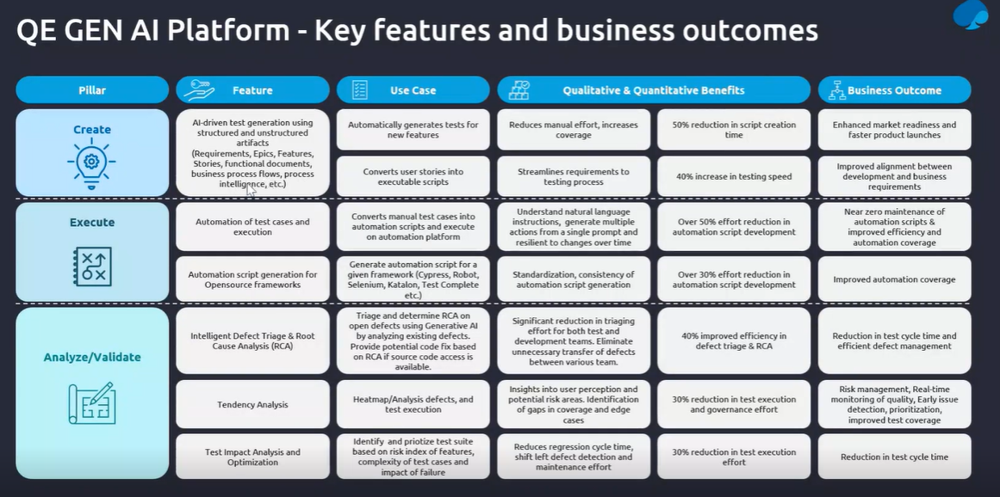 QE GEN AI Platform - Key features and business outcomes
Pillar
Feature
Use Case
Qualitative & Quantitative Benefits
Business Outcome
Create
AI-driven test generation using
structured and unstructured
artifacts
(Requirements, Epics, Features,
Stories, functional documents,
business process flows, process
intelligence, etc.)
Automatically generates tests for
new features
Reduces manual effort, increases
coverage
50% reduction in script creation
time
Enhanced market readiness and
faster product launches
Converts user stories into
executable scripts
Streamlines requirements to
testing process
40% increase in testing speed
Improved alignment between
development and business
requirements
Execute
Automation of test cases and
execution
Converts manual test cases into
automation scripts and execute
on automation platform
Understand natural language
instructions, generate multiple
actions from a single prompt and
resilient to changes over time
Over 50% effort reduction in
automation script development
Near zero maintenance of
automation scripts &
improved efficiency and
automation coverage
Automation script generation for
Opensource frameworks
Generate automation script for a
given framework (Cypress, Robot,
Selenium, Katalon, Test Complete
etc.)
Standardization, consistency of
automation script generation
Over 30% effort reduction in
automation script development
Improved automation coverage
Analyze/Validate
Intelligent Defect Triage & Root
Cause Analysis (RCA)
Triage and determine RCA on
open defects using Generative AI
by analyzing existing defects.
Provide potential code fix based
on RCA if source code access is
available.
Significant reduction in triaging
effort for both test and
development teams. Eliminate
unnecessary transfer of defects
between various team.
40% improved efficiency in
defect triage & RCA
Reduction in test cycle time and
efficient defect management
Tendency Analysis
Heatmap/Analysis defects, and
test execution
Insights into user perception and
potential risk areas. Identification
of gaps in coverage and edge
cases
30% reduction in test execution
and governance effort
Risk management, Real-time
monitoring of quality, Early issue
detection, prioritization,
improved test coverage
Test Impact Analysis and
Optimization
Identify and priotize test suite
based on risk index of features,
complexity of test cases and
impact of failure
Reduces regression cycle time,
shift left defect detection and
maintenance effort
30% reduction in test execution
effort
Reduction in test cycle time